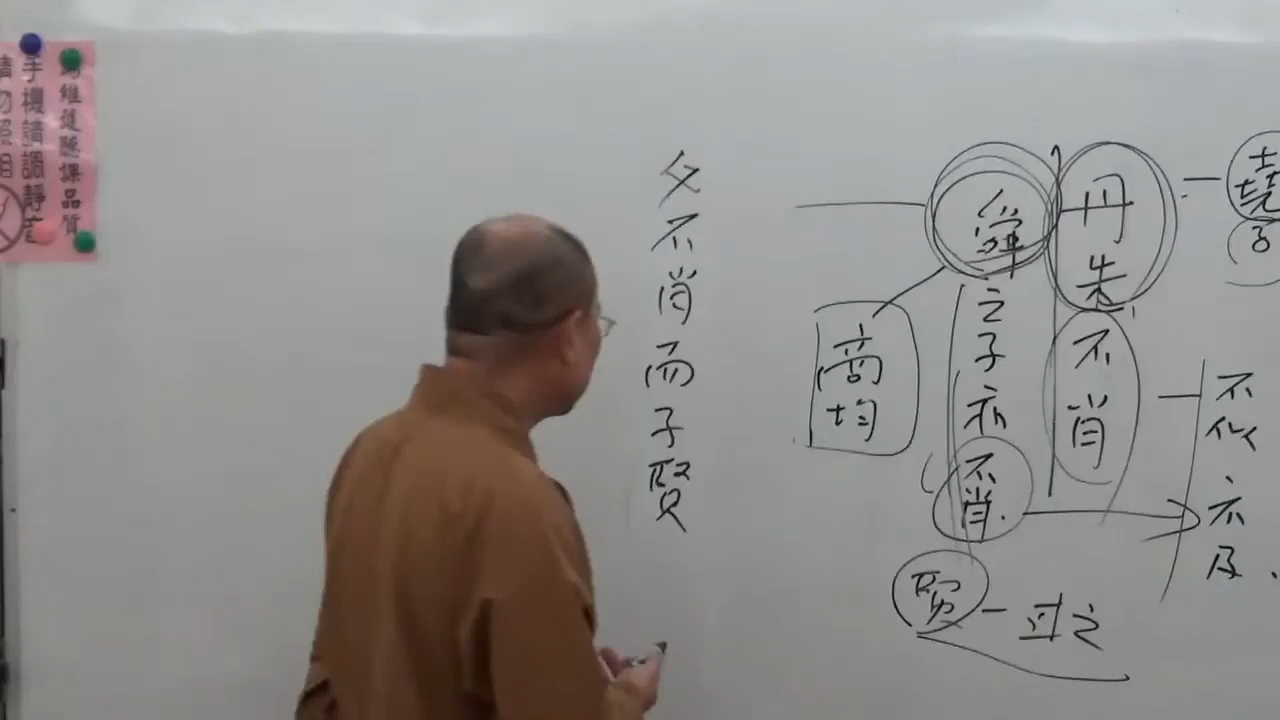 堯子
不似不及.
丹朱不肖
舜之子亦不肖.
賢－过之
商均
父不肖而子賢
為維護聽課品質
手機請調靜音
請勿照相